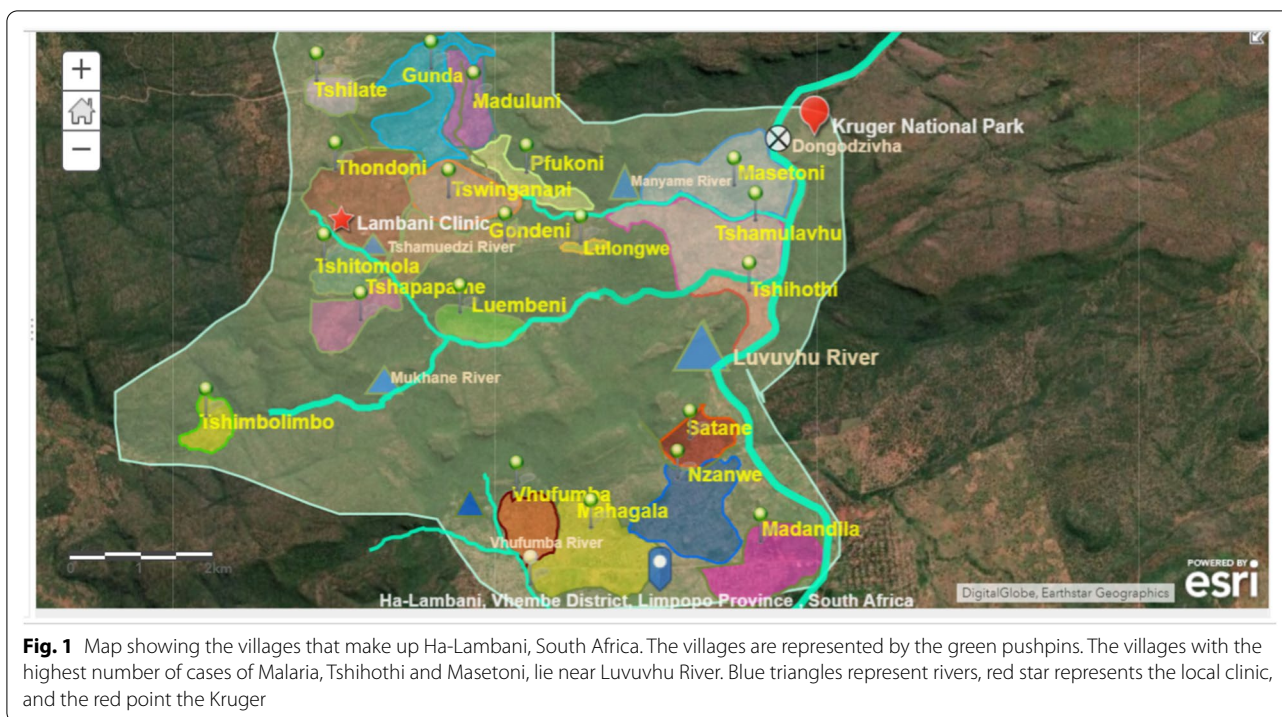 +
−
Gunda
Tshilate
Maduluni
Kruger National Park
Dongodzivha
Thondoni
Pfukoni
Masetoni
Tswinganani
Manyame River
Lambani Clinic
Gondeni
Tshamulavhu
Tshamuedzi River
Lulongwe
Tshitomola
Tshapapame
Tshihothi
Luembeni
Luvuvhu River
Mukhane River
Tshimbolimbo
Satane
Nzanwe
Vhufumba
Mahagala
Madandila
Vhufumba River
0 1 2km
POWERED BY
esri
DigitalGlobe, Earthstar Geographics
Ha-Lambani, Vhembe District, Limpopo Province , South Africa
Fig. 1 Map showing the villages that make up Ha-Lambani, South Africa. The villages are represented by the green pushpins. The villages with the
highest number of cases of Malaria, Tshihothi and Masetoni, lie near Luvuvhu River. Blue triangles represent rivers, red star represents the local clinic,
and the red point the Kruger